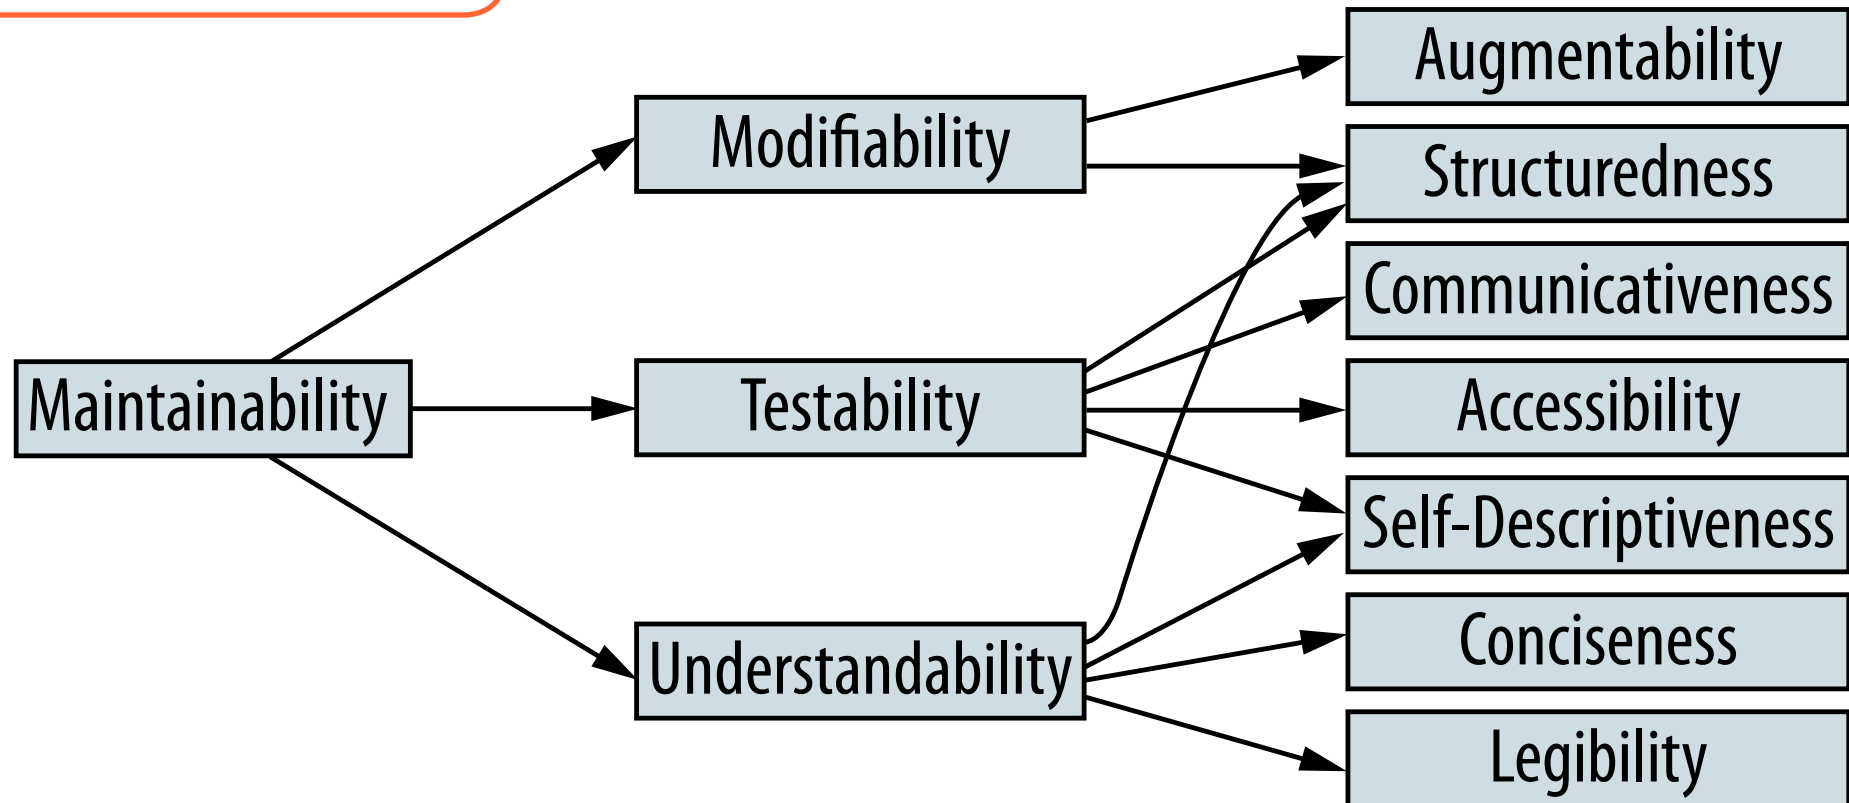 Maintainability
Modifiability
Testability
Understandability
Augmentability
Structuredness
Communicativeness
Accessibility
Self-Descriptiveness
Conciseness
Legibility